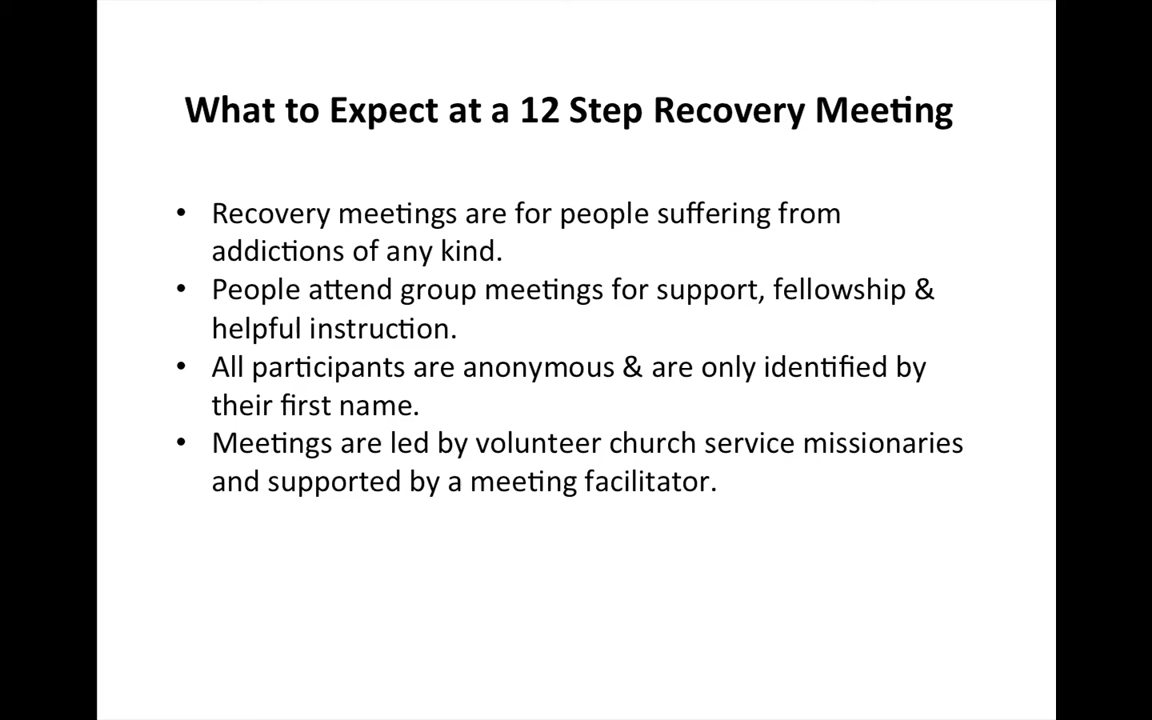 What to Expect at a 12 Step Recovery Meeting
• Recovery meetings are for people suffering from
addictions of any kind.
• People attend group meetings for support, fellowship &
helpful instruction.
• All participants are anonymous & are only identified by
their first name.
• Meetings are led by volunteer church service missionaries
and supported by a meeting facilitator.